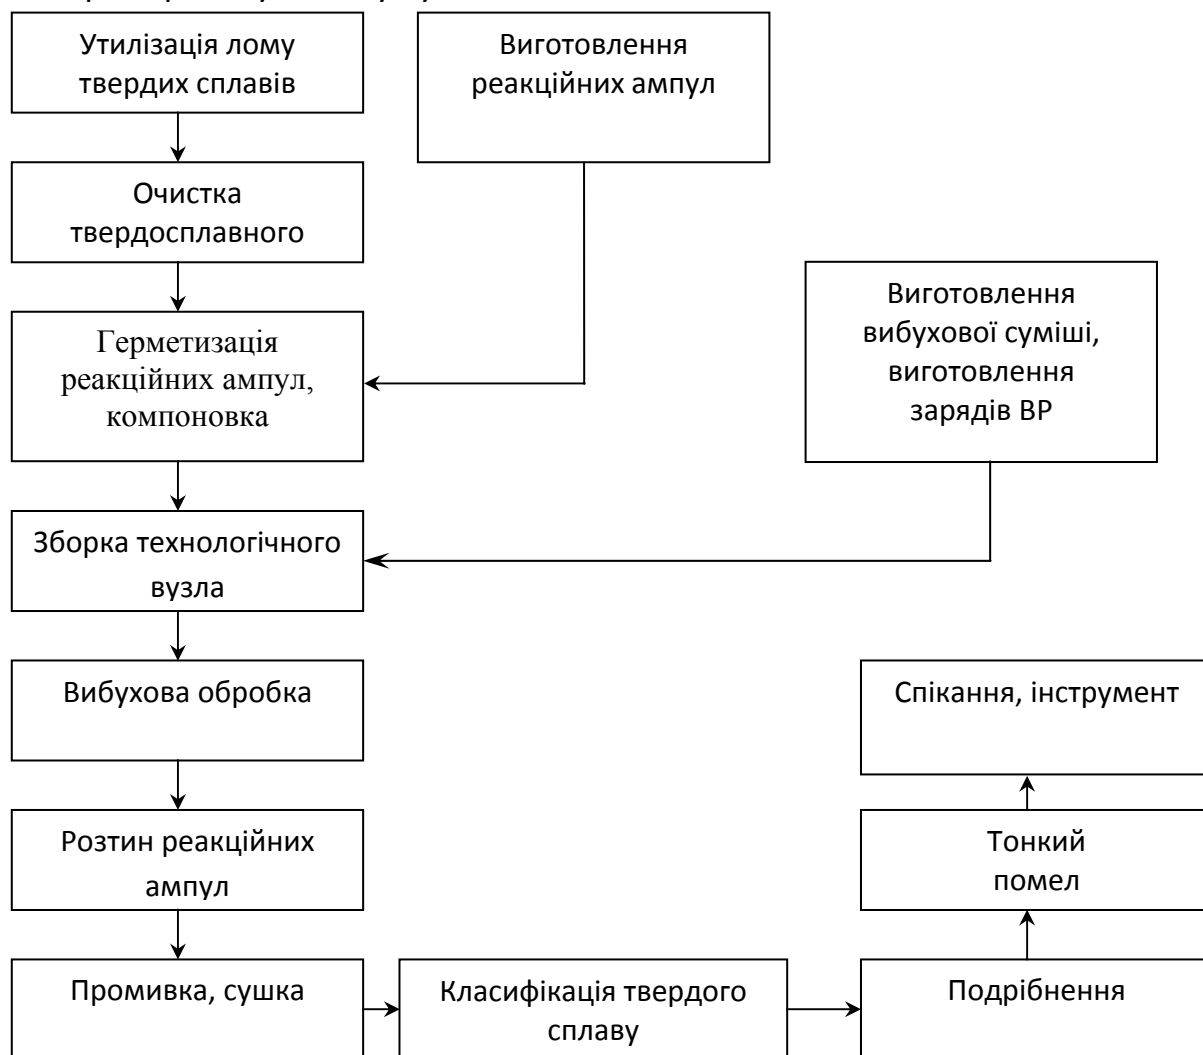 Утилізація лому
твердих сплавів
Виготовлення
реакційних ампул
Очистка
твердосплавного
Виготовлення
вибухової суміші,
виготовлення
зарядів ВР
Герметизація
реакційних ампул,
компоновка
Зборка технологічного
вузла
Вибухова обробка
Спікання, інструмент
Розтин реакційних
ампул
Тонкий
помел
Промивка, сушка
Класифікація твердого
сплаву
Подрібнення